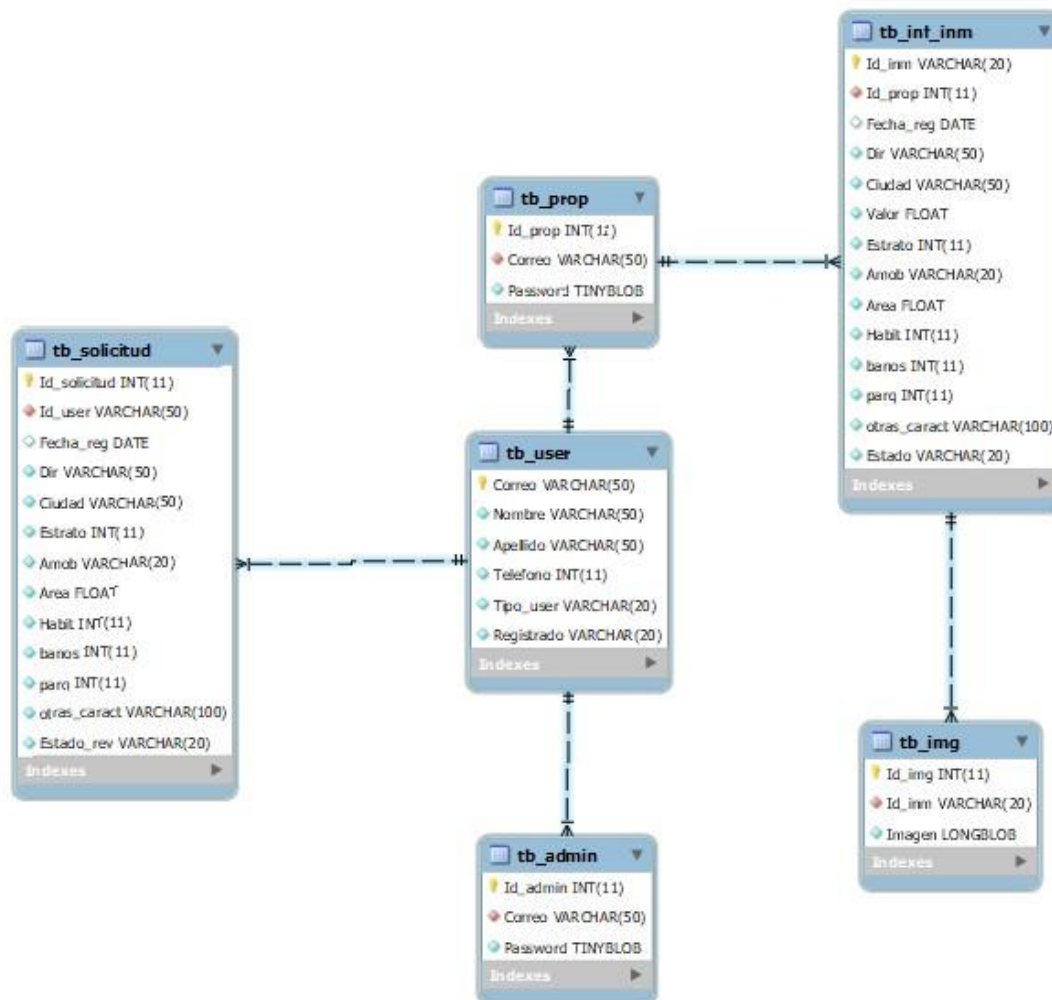 tb_int_inm
Id_inm VARCHAR(20)
Id_prop INT(11)
Fecha_reg DATE
Dir VARCHAR(50)
Ciudad VARCHAR(50)
Valor FLOAT
Estrato INT(11)
Amob VARCHAR(20)
Area FLOAT
Habit INT(11)
banos INT(11)
parq INT(11)
otras_caract VARCHAR(100)
Estado VARCHAR(20)
Indexes
tb_prop
Id_prop INT(11)
Correo VARCHAR(50)
Password TINYBLOB
Indexes
tb_solicitud
Id_solicitud INT(11)
Id_user VARCHAR(50)
Fecha_reg DATE
Dir VARCHAR(50)
Ciudad VARCHAR(50)
Estrato INT(11)
Amob VARCHAR(20)
Area FLOAT
Habit INT(11)
banos INT(11)
parq INT(11)
otras_caract VARCHAR(100)
Estado_rev VARCHAR(20)
Indexes
tb_user
Correo VARCHAR(50)
Nombre VARCHAR(50)
Apellido VARCHAR(50)
Telefono INT(11)
Tipo_user VARCHAR(20)
Registrado VARCHAR(20)
Indexes
tb_img
Id_img INT(11)
Id_inm VARCHAR(20)
Imagen LONGBLOB
Indexes
tb_admin
Id_admin INT(11)
Correo VARCHAR(50)
Password TINYBLOB
Indexes